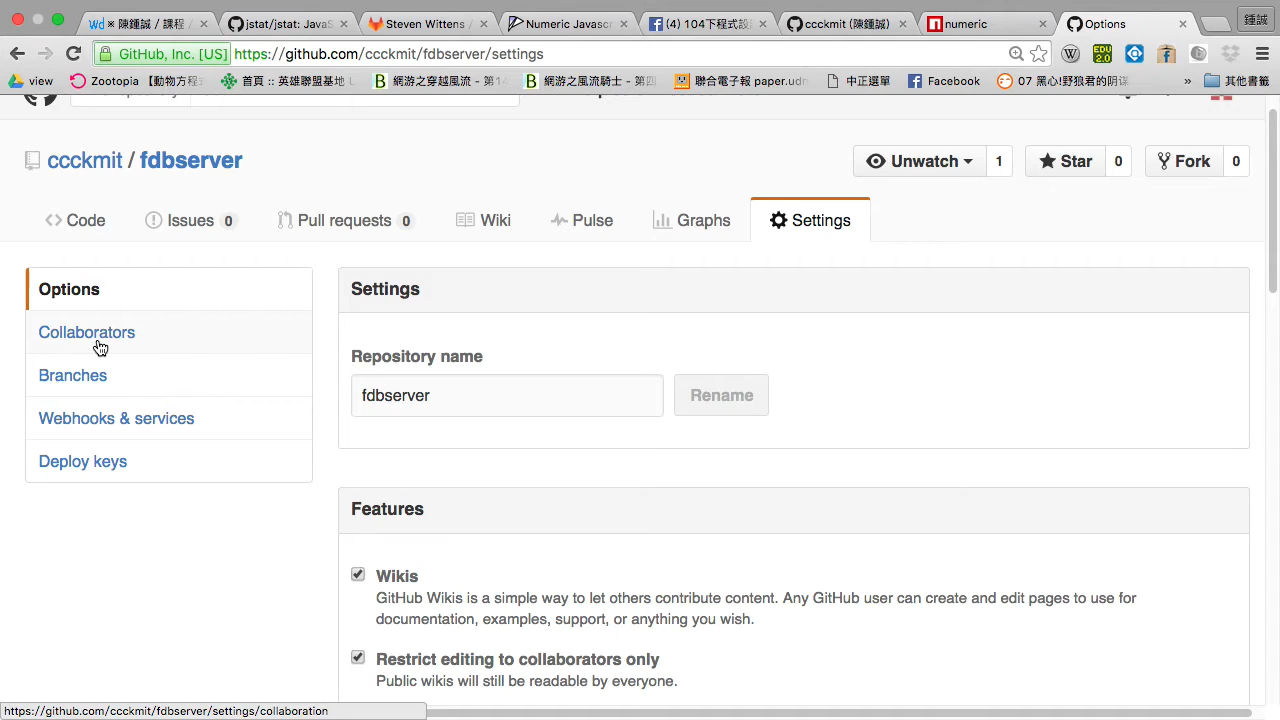 ※ 陳鍾誠 / 課程 /
jstat/jstat: JavaS
Steven Wittens /
Numeric Javascr
(4) 104下程式設
ccckmit (陳鍾誠)
numeric
Options
鍾誠
GitHub, Inc. [US]
https://github.com/ccckmit/fdbserver/settings
view
Zootopia 【動物方程
首頁 :: 英雄聯盟基地
網游之穿越風流 - 第1
網游之風流騎士 - 第四
聯合電子報 paper.udn
中正選單
Facebook
07 黑心!野狼君的阴谋
»
其他書籤
ccckmit / fdbserver
Unwatch 1
Star 0
Fork 0
Code
Issues 0
Pull requests 0
Wiki
Pulse
Graphs
Settings
Options
Collaborators
Branches
Webhooks & services
Deploy keys
Settings
Repository name
fdbserver
Rename
Features
Wikis
GitHub Wikis is a simple way to let others contribute content. Any GitHub user can create and edit pages to use for
documentation, examples, support, or anything you wish.
Restrict editing to collaborators only
Public wikis will still be readable by everyone.
https://github.com/ccckmit/fdbserver/settings/collaboration